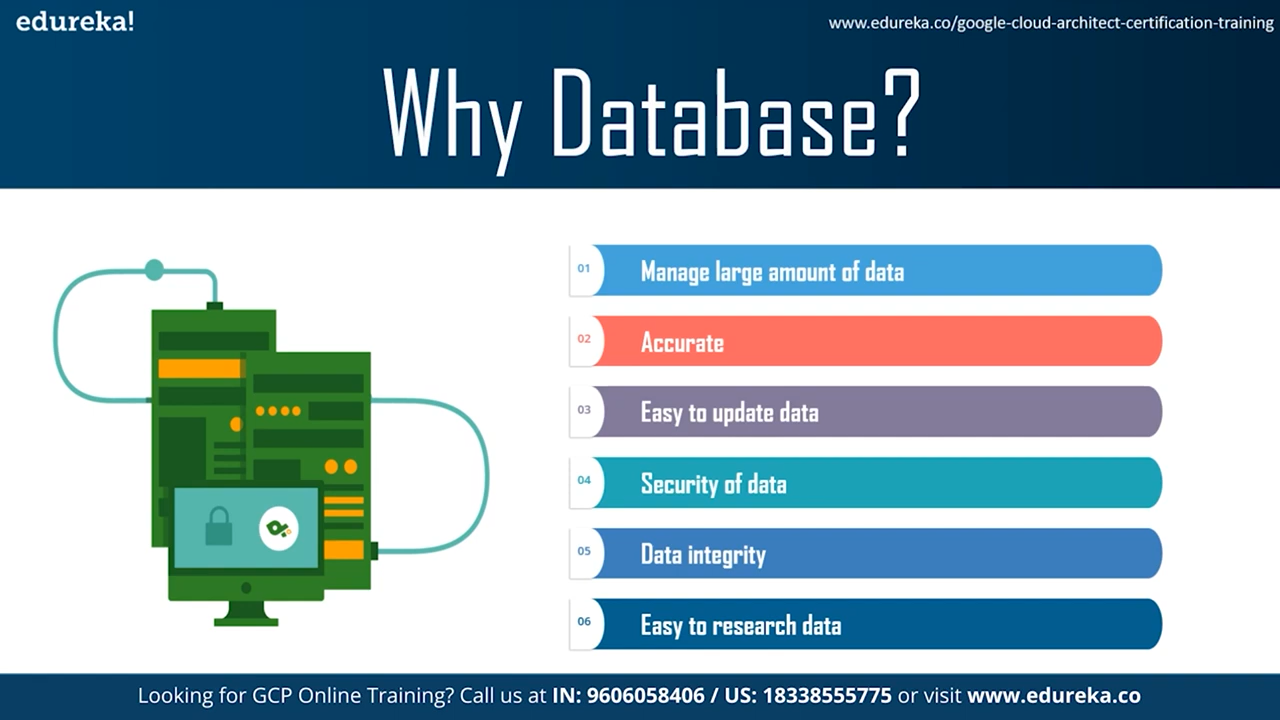 edureka!
www.edureka.co/google-cloud-architect-certification-training
Why Database?
01 Manage large amount of data
02 Accurate
03 Easy to update data
04 Security of data
05 Data integrity
06 Easy to research data
Looking for GCP Online Training? Call us at IN: 9606058406 / US: 18338555775 or visit www.edureka.co